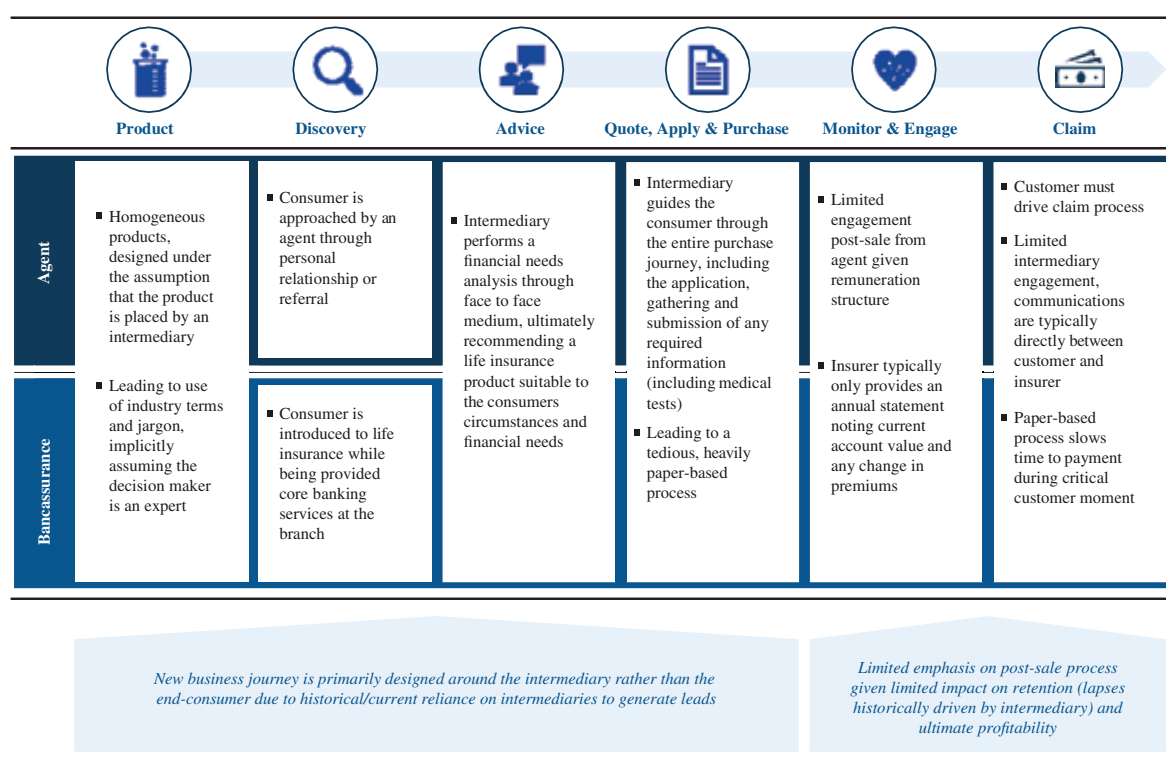 Product
Discovery
Advice
Quote, Apply & Purchase
Monitor & Engage
Claim
Agent
Bancassurance
▪ Homogeneous
products,
designed under
the assumption
that the product
is placed by an
intermediary
▪ Leading to use
of industry terms
and jargon,
implicitly
assuming the
decision maker
is an expert
▪ Consumer is
approached by an
agent through
personal
relationship or
referral
▪ Consumer is
introduced to life
insurance while
being provided
core banking
services at the
branch
▪ Intermediary
performs a
financial needs
analysis through
face to face
medium, ultimately
recommending a
life insurance
product suitable to
the consumers
circumstances and
financial needs
▪ Intermediary
guides the
consumer through
the entire purchase
journey, including
the application,
gathering and
submission of any
required
information
(including medical
tests)
▪ Leading to a
tedious, heavily
paper-based
process
▪ Limited
engagement
post-sale from
agent given
remuneration
structure
▪ Insurer typically
only provides an
annual statement
noting current
account value and
any change in
premiums
▪ Customer must
drive claim process
▪ Limited
intermediary
engagement,
communications
are typically
directly between
customer and
insurer
▪ Paper-based
process slows
time to payment
during critical
customer moment
New business journey is primarily designed around the intermediary rather than the
end-consumer due to historical/current reliance on intermediaries to generate leads
Limited emphasis on post-sale process
given limited impact on retention (lapses
historically driven by intermediary) and
ultimate profitability